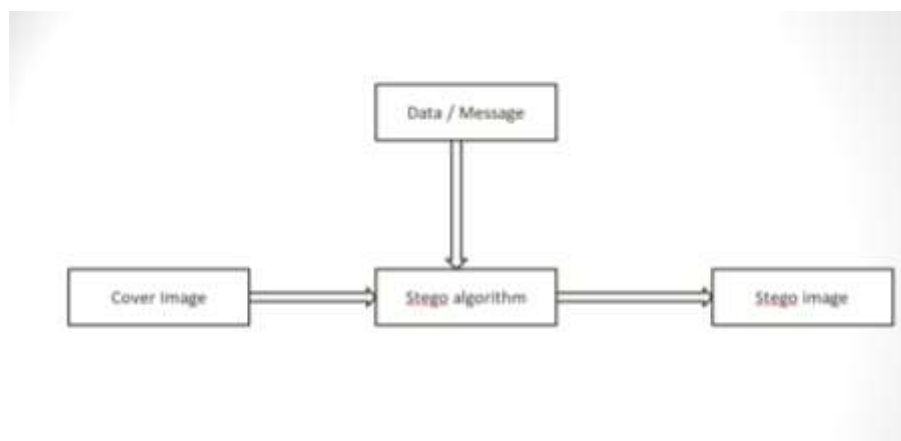 Data / Message
Cover Image
Stego algorithm
Stego image